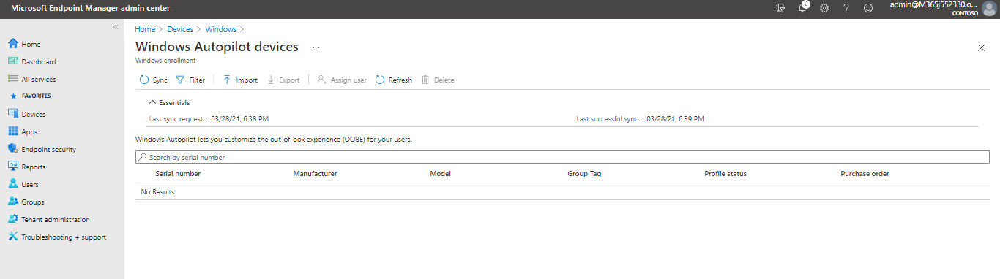 Microsoft Endpoint Manager admin center
2
admin@M365j552330.o...
CONTOSO
«
Home
Dashboard
All services
FAVORITES
Devices
Apps
Endpoint security
Reports
Users
Groups
Tenant administration
Troubleshooting + support
Home > Devices > Windows >
Windows Autopilot devices ...
Windows enrollment
Sync Filter Import Export Assign user Refresh Delete
Essentials
Last sync request : 03/28/21, 6:38 PM Last successful sync : 03/28/21, 6:39 PM
Windows Autopilot lets you customize the out-of-box experience (OOBE) for your users.
Search by serial number
Serial number Manufacturer Model Group Tag Profile status Purchase order
No Results